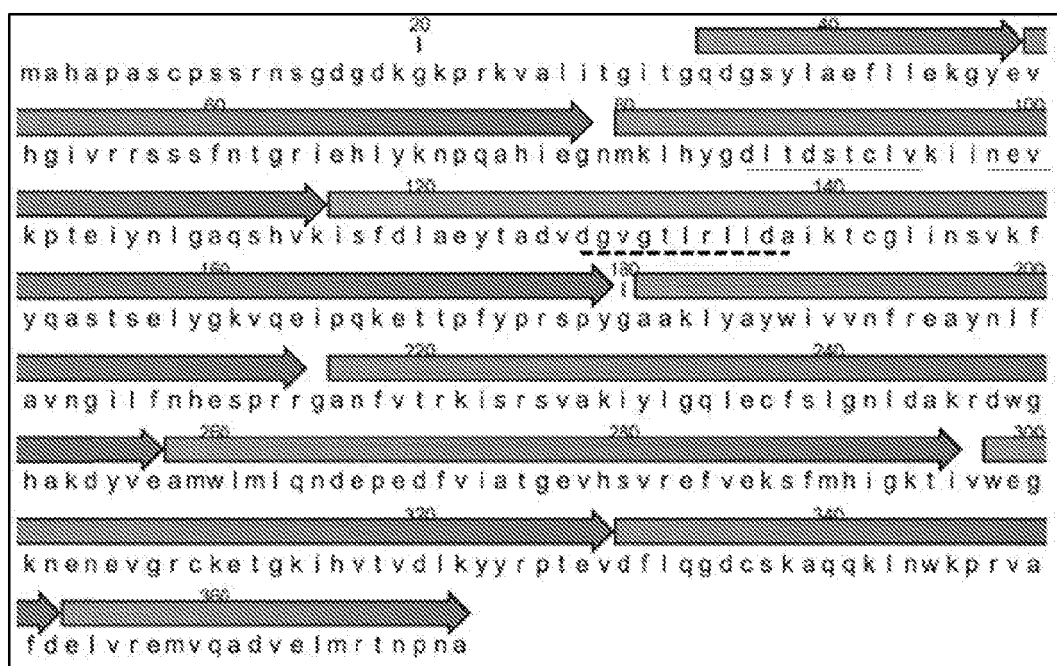 20 40
mahapascpssrnsgdgdkgkprkvalitgitgqdgsylaefllekgyev
60 80 100
hgivrrsssfntgriehlyknpqahiegnmklhygdltdstclvkiinev
120 140
kpteiynlgaqshvkisfdlaeytadvdgvgtlrlldaiktcglinsvkf
160 180 200
yqastselygkvqeipqkettpfyprspygaaklyaywivvnfreaynlf
220 240
avngilfnhesprrganfvtrkisrsvakiylgqlecfslgnldakrdwg
260 280 300
hakdyveamwlmlqndepedfviatgevhsvrefveksfmhigktivweg
320 340
knenevgrcketgkihvtvdlkyyrptevdflqgdcskaqqklnwkprva
360
fdelvremvqadvelmrtnpna